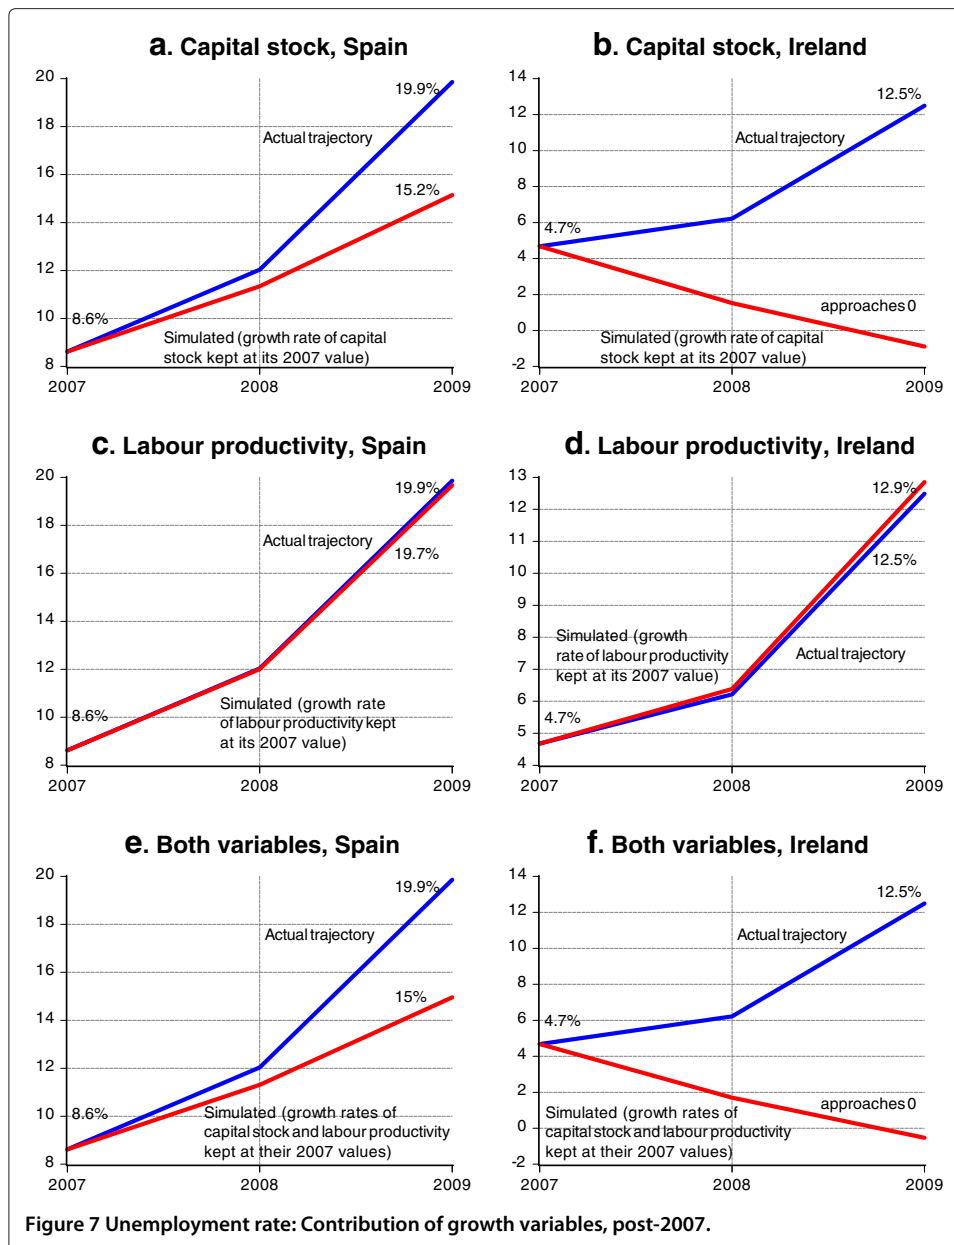 a. Capital stock, Spain
20
18
16
14
12
10
8
19.9%
Actual trajectory
15.2%
8.6%
Simulated (growth rate of capital
stock kept at its 2007 value)
2007
2008
2009
b. Capital stock, Ireland
14
12
10
8
6
4
2
0
-2
12.5%
Actual trajectory
4.7%
approaches 0
Simulated (growth rate of capital
stock kept at its 2007 value)
2007
2008
2009
c. Labour productivity, Spain
20
18
16
14
12
10
8
19.9%
Actual trajectory
19.7%
8.6%
Simulated (growth rate
of labour productivity kept
at its 2007 value)
2007
2008
2009
d. Labour productivity, Ireland
13
12
11
10
9
8
7
6
5
4
12.9%
12.5%
Simulated (growth
rate of labour productivity
kept at its 2007 value)
Actual trajectory
4.7%
2007
2008
2009
e. Both variables, Spain
20
18
16
14
12
10
8
19.9%
Actual trajectory
15%
8.6%
Simulated (growth rates of
capital stock and labour productivity
kept at their 2007 values)
2007
2008
2009
f. Both variables, Ireland
14
12
10
8
6
4
2
0
-2
12.5%
Actual trajectory
4.7%
approaches 0
Simulated (growth rates of
capital stock and labour productivity
kept at their 2007 values)
2007
2008
2009
Figure 7 Unemployment rate: Contribution of growth variables, post-2007.